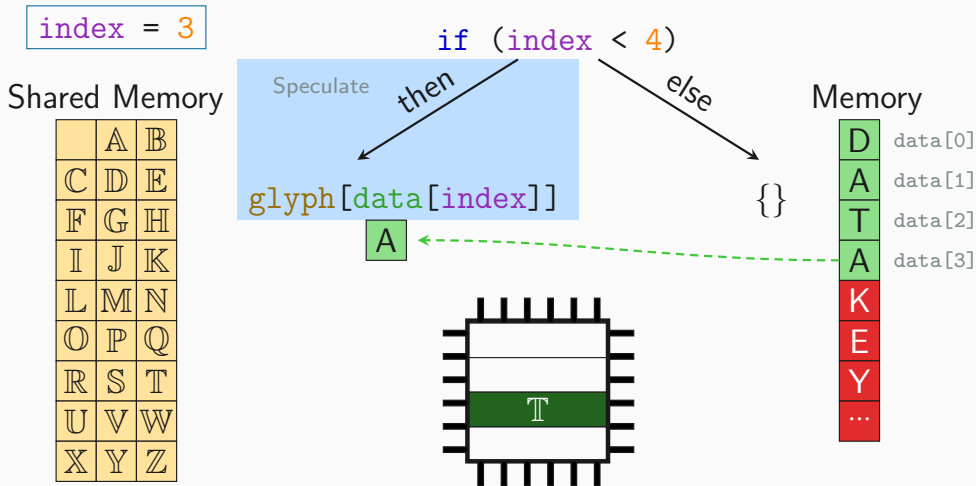 index = 3
if (index < 4)
Speculate
then
else
Shared Memory
𝔸 𝔹
ℂ 𝔻 𝔼
𝔽 𝔾 ℍ
𝕀 𝕁 𝕂
𝕃 𝕄 ℕ
𝕆 ℙ ℚ
ℝ 𝕊 𝕋
𝕌 𝕍 𝕎
𝕏 𝕐 ℤ
glyph[data[index]]
A
{}
𝕋
Memory
D data[0]
A data[1]
T data[2]
A data[3]
K
E
Y
...